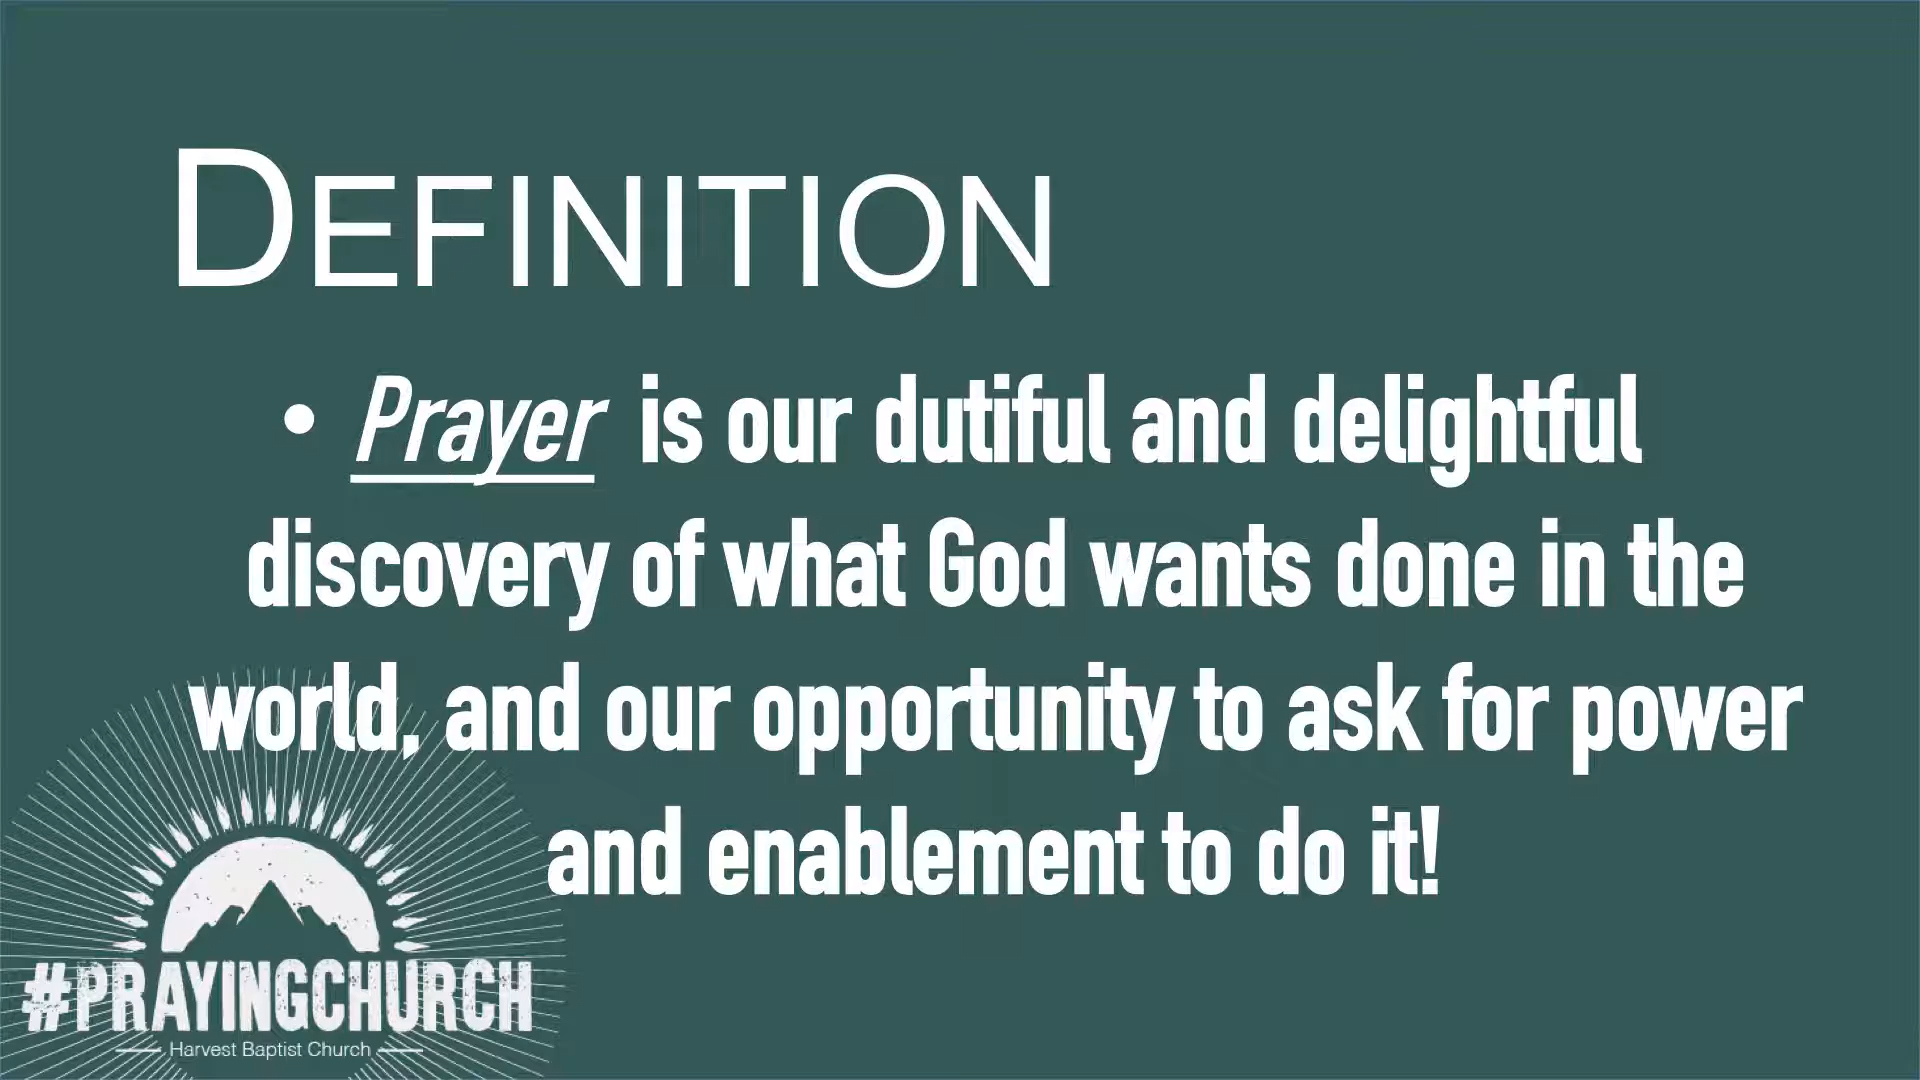 DEFINITION
• Prayer is our dutiful and delightful
discovery of what God wants done in the
world, and our opportunity to ask for power
and enablement to do it!
#PRAYINGCHURCH
Harvest Baptist Church